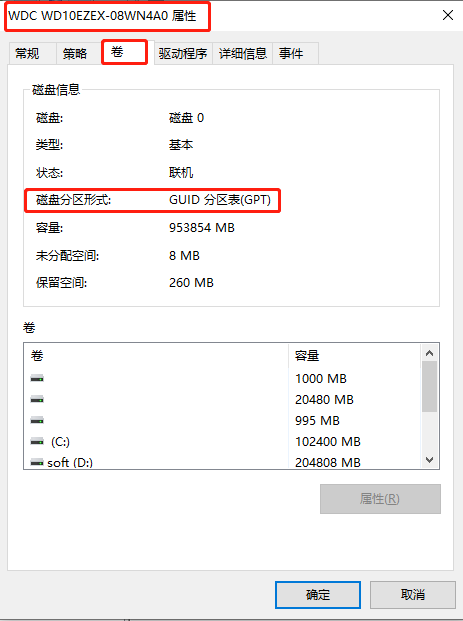 WDC WD10EZEX-08WN4A0 属性
常规 策略 卷 驱动程序 详细信息 事件
磁盘信息
磁盘: 磁盘 0
类型: 基本
状态: 联机
磁盘分区形式: GUID 分区表(GPT)
容量: 953854 MB
未分配空间: 8 MB
保留空间: 260 MB
卷
卷 容量
1000 MB
20480 MB
995 MB
(C:) 102400 MB
soft (D:) 204808 MB
属性(R)
确定 取消